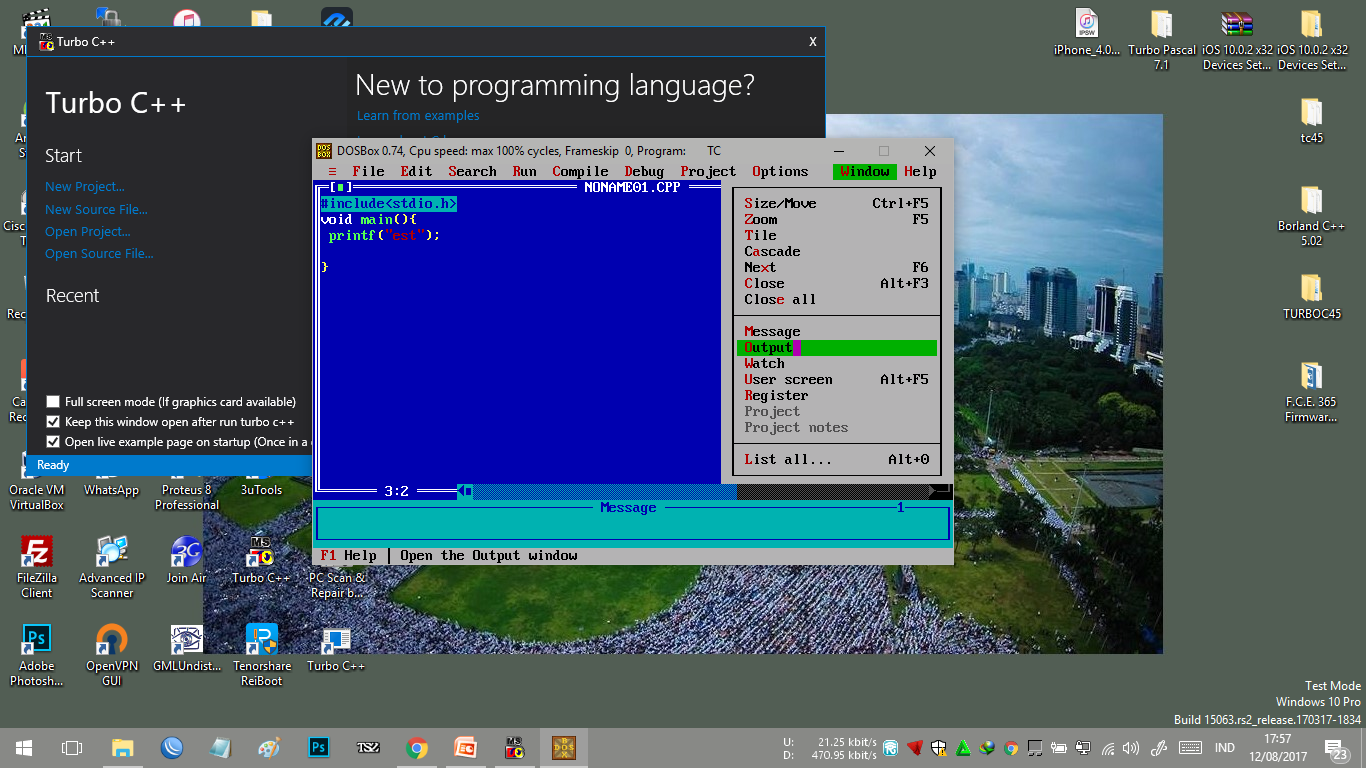 Turbo C++
X
Turbo C++
New to programming language?
Learn from examples
Start
New Project...
New Source File...
Open Project...
Open Source File...
Recent
Full screen mode (If graphics card available)
Keep this window open after run turbo c++
Open live example page on startup (Once in a
Ready
DOSBox 0.74, Cpu speed: max 100% cycles, Frameskip 0, Program: TC
≡ File Edit Search Run Compile Debug Project Options Window Help
[■] NONAME01.CPP
#include<stdio.h>
void main(){
printf("est");
}
Size/Move Ctrl+F5
Zoom F5
Tile
Cascade
Next F6
Close Alt+F3
Close all
Message
Output
Watch
User screen Alt+F5
Register
Project
Project notes
List all... Alt+0
3:2
Message 1
F1 Help | Open the Output window
iPhone_4.0...
Turbo Pascal
7.1
iOS 10.0.2 x32
Devices Set...
iOS 10.0.2 x32
Devices Set...
IPSW
tc45
Borland C++
5.02
TURBOC45
F.C.E. 365
Firmwar...
Oracle VM
VirtualBox
WhatsApp
Proteus 8
Professional
3uTools
FileZilla
Client
Advanced IP
Scanner
Join Air
Turbo C++
PC Scan &
Repair b...
Adobe
Photosh...
OpenVPN
GUI
GMLUndist...
Tenorshare
ReiBoot
Turbo C++
Test Mode
Windows 10 Pro
Build 15063.rs2_release.170317-1834
U: 21.25 kbit/s
D: 470.95 kbit/s
IND
17:57
12/08/2017
23